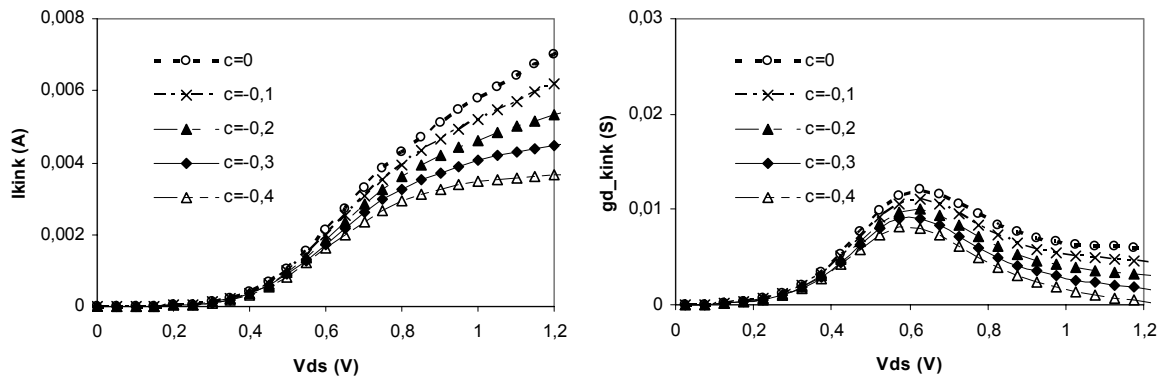 0,008
0,006
0,004
0,002
0
Ikink (A)
c=0
c=-0,1
c=-0,2
c=-0,3
c=-0,4
0 0,2 0,4 0,6 0,8 1 1,2
Vds (V)
0,03
0,02
0,01
0
gd_kink (S)
c=0
c=-0,1
c=-0,2
c=-0,3
c=-0,4
0 0,2 0,4 0,6 0,8 1 1,2
Vds (V)